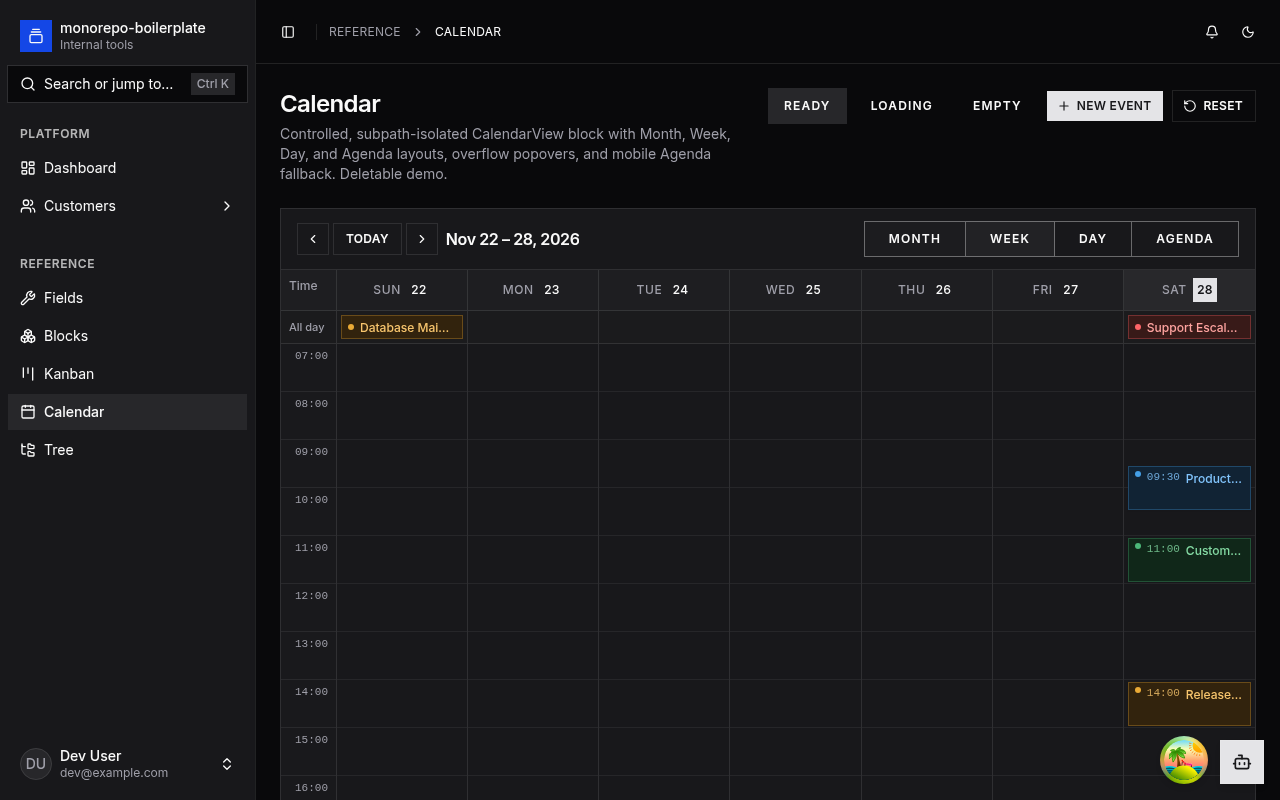 monorepo-boilerplate
Internal tools
Search or jump to...
Ctrl K
PLATFORM
Dashboard
Customers
REFERENCE
Fields
Blocks
Kanban
Calendar
Tree
DU
Dev User
dev@example.com
REFERENCE
CALENDAR
Calendar
Controlled, subpath-isolated CalendarView block with Month, Week,
Day, and Agenda layouts, overflow popovers, and mobile Agenda
fallback. Deletable demo.
READY
LOADING
EMPTY
NEW EVENT
RESET
TODAY
Nov 22 – 28, 2026
MONTH
WEEK
DAY
AGENDA
Time
SUN 22
MON 23
TUE 24
WED 25
THU 26
FRI 27
SAT 28
All day
Database Mai...
Support Escal...
07:00
08:00
09:00
09:30 Product...
10:00
11:00
11:00 Custom...
12:00
13:00
14:00
14:00 Release...
15:00
16:00